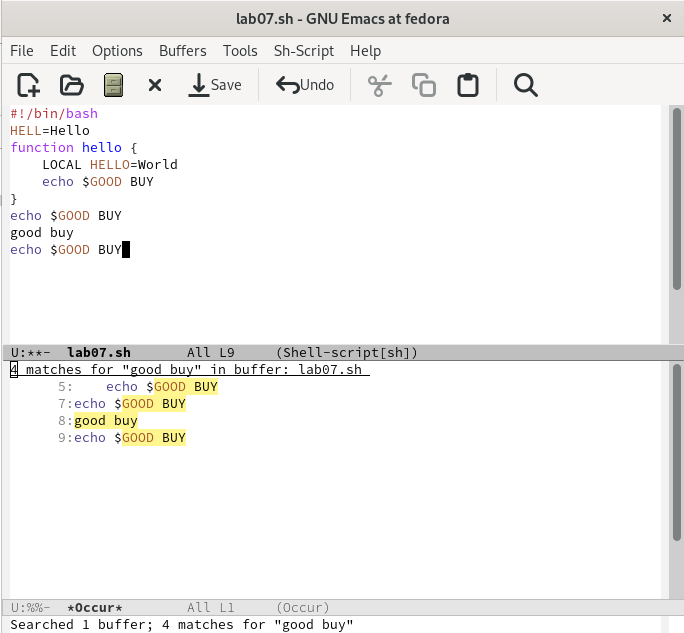 lab07.sh - GNU Emacs at fedora
File Edit Options Buffers Tools Sh-Script Help
Save Undo
#!/bin/bash
HELL=Hello
function hello {
    LOCAL HELLO=World
    echo $GOOD BUY
}
echo $GOOD BUY
good buy
echo $GOOD BUY
U:**-  lab07.sh       All L9     (Shell-script[sh])
4 matches for "good buy" in buffer: lab07.sh
      5:    echo $GOOD BUY
      7:echo $GOOD BUY
      8:good buy
      9:echo $GOOD BUY
U:%%-  *Occur*        All L1     (Occur)
Searched 1 buffer; 4 matches for "good buy"